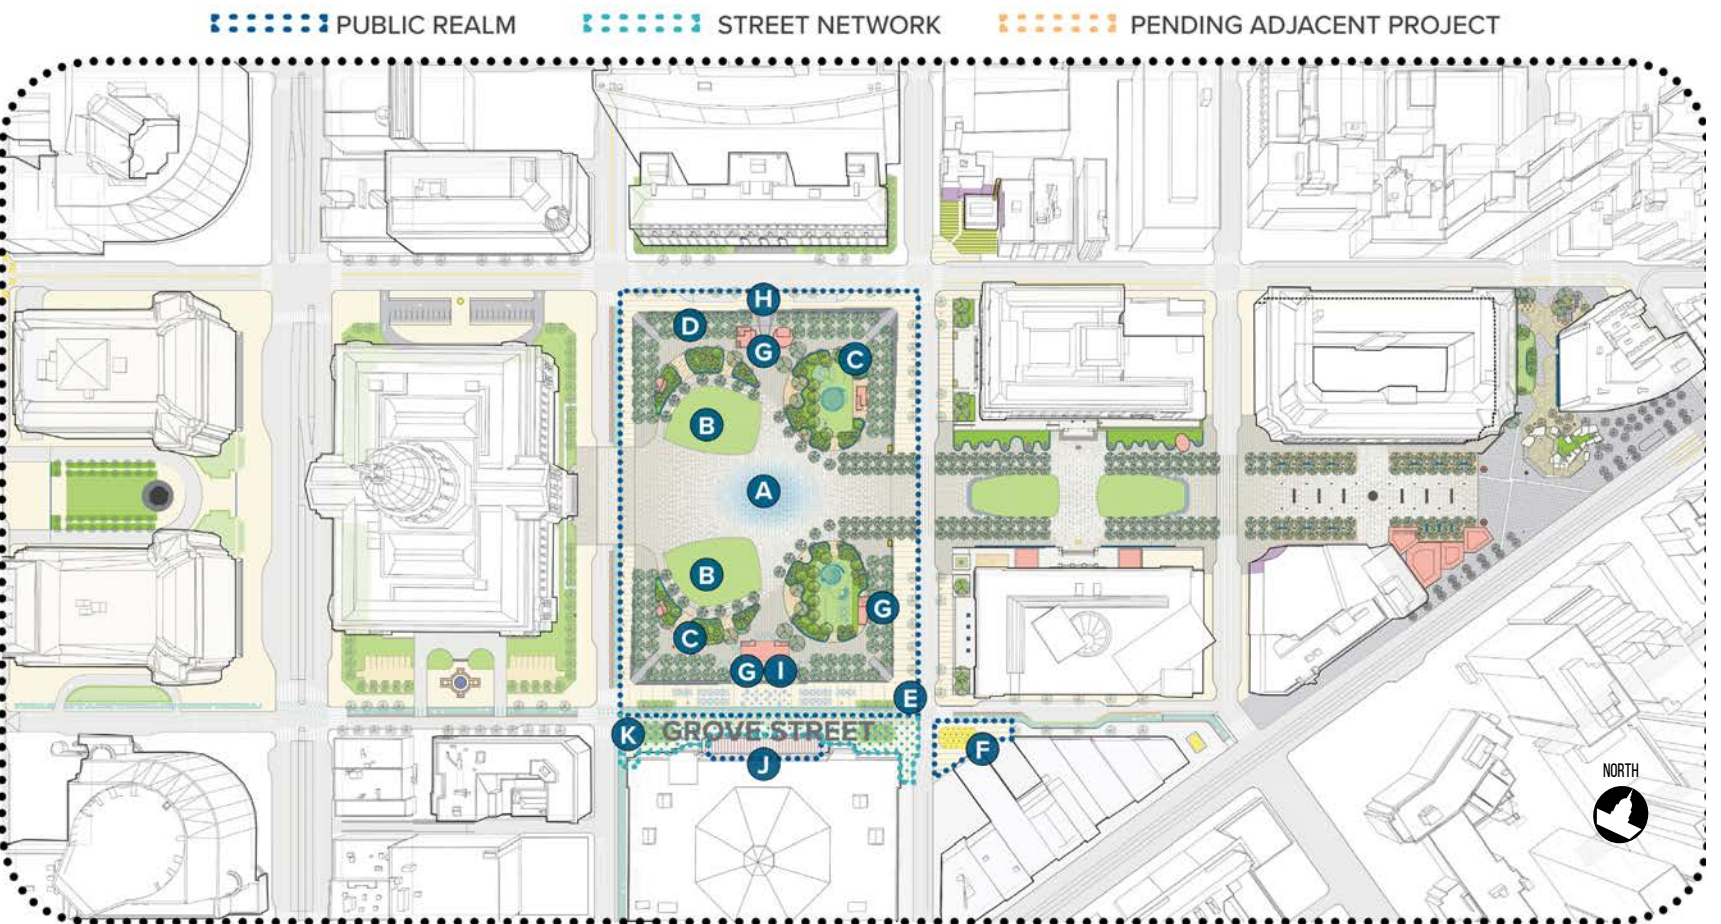 PUBLIC REALM STREET NETWORK PENDING ADJACENT PROJECT
H
D
G
C
B
A
B
G
C
G I
E
K GROVE STREET
F
J
NORTH